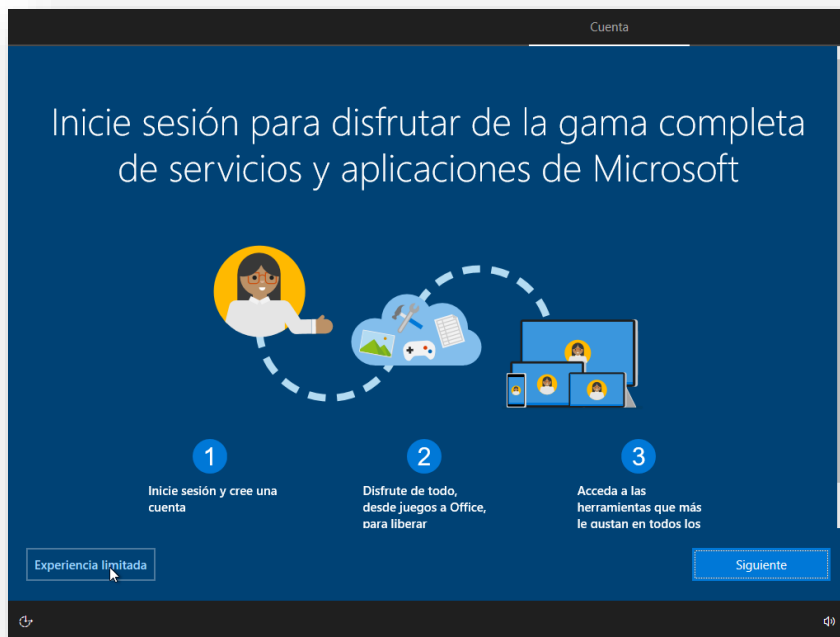 Cuenta
Inicie sesión para disfrutar de la gama completa
de servicios y aplicaciones de Microsoft
1
Inicie sesión y cree una
cuenta
2
Disfrute de todo,
desde juegos a Office,
para liberar
3
Acceda a las
herramientas que más
le gustan en todos los
Experiencia limitada
Siguiente